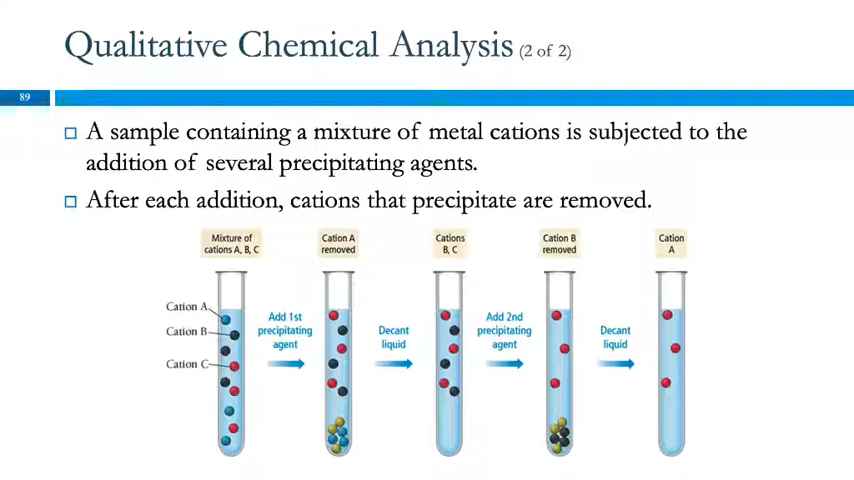 Qualitative Chemical Analysis (2 of 2)
89
A sample containing a mixture of metal cations is subjected to the
addition of several precipitating agents.
After each addition, cations that precipitate are removed.
Mixture of
cations A, B, C
Cation A
removed
Cations
B, C
Cation B
removed
Cation
A
Cation A
Cation B
Cation C
Add 1st
precipitating
agent
Decant
liquid
Add 2nd
precipitating
agent
Decant
liquid